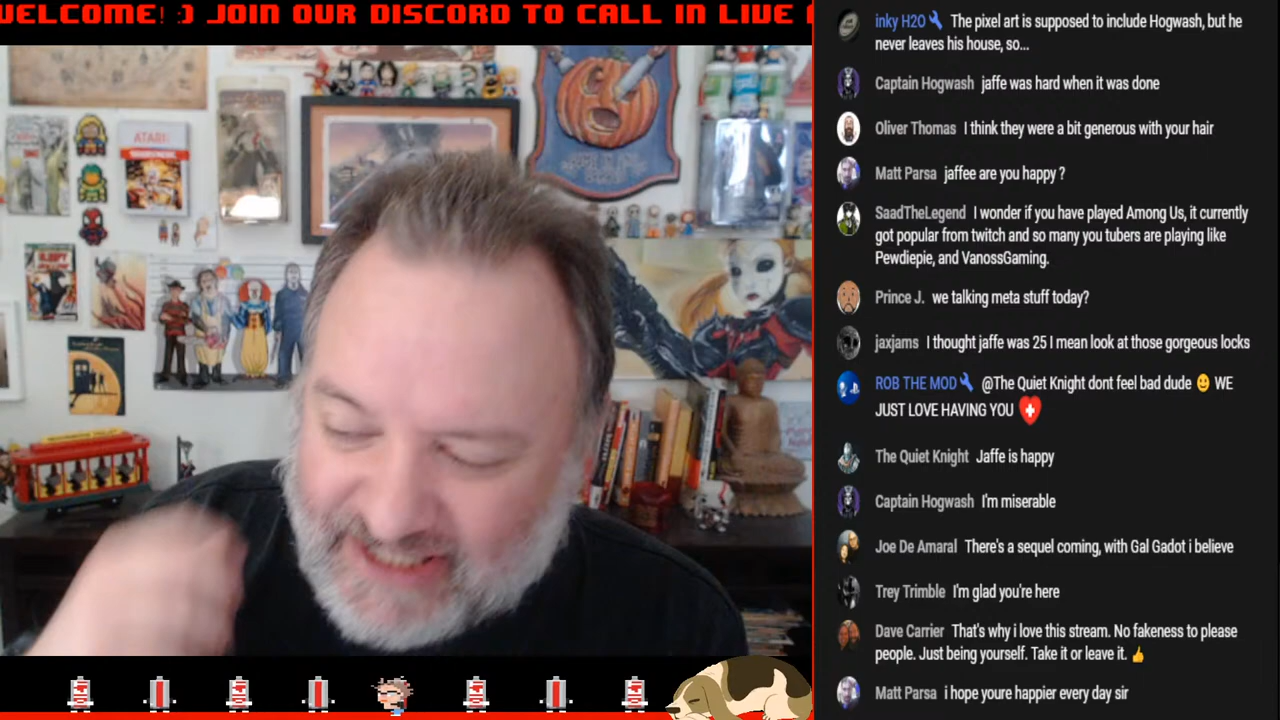 WELCOME! :) JOIN OUR DISCORD TO CALL IN LIVE
inky H2O The pixel art is supposed to include Hogwash, but he
never leaves his house, so...
Captain Hogwash jaffe was hard when it was done
Oliver Thomas I think they were a bit generous with your hair
Matt Parsa jaffee are you happy ?
SaadTheLegend I wonder if you have played Among Us, it currently
got popular from twitch and so many you tubers are playing like
Pewdiepie, and VanossGaming.
Prince J. we talking meta stuff today?
jaxjams I thought jaffe was 25 I mean look at those gorgeous locks
ROB THE MOD @The Quiet Knight dont feel bad dude 🙂 WE
JUST LOVE HAVING YOU
The Quiet Knight Jaffe is happy
Captain Hogwash I'm miserable
Joe De Amaral There's a sequel coming, with Gal Gadot i believe
Trey Trimble I'm glad you're here
Dave Carrier That's why i love this stream. No fakeness to please
people. Just being yourself. Take it or leave it. 👍
Matt Parsa i hope youre happier every day sir
ATARI